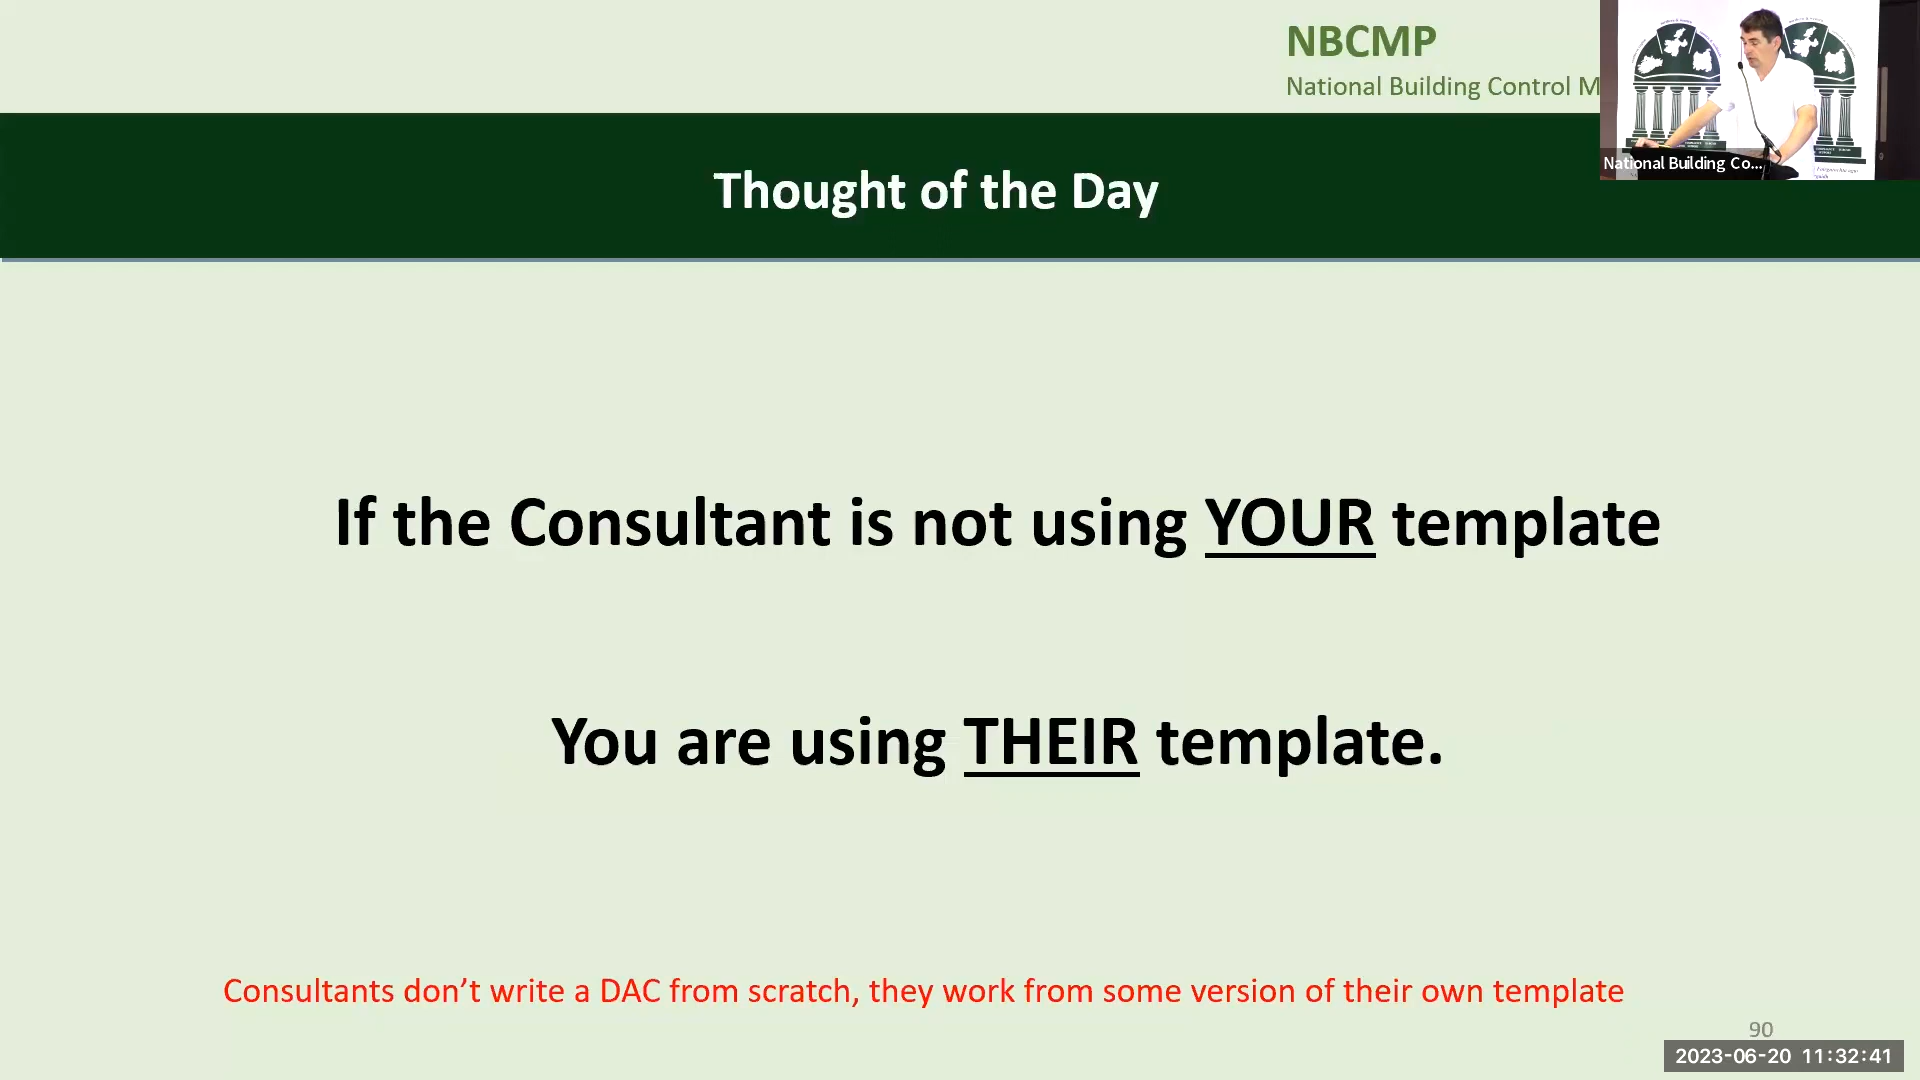 NBCMP
National Building Control M
National Building Co...
Thought of the Day
If the Consultant is not using YOUR template
You are using THEIR template.
Consultants don’t write a DAC from scratch, they work from some version of their own template
90
2023-06-20 11:32:41